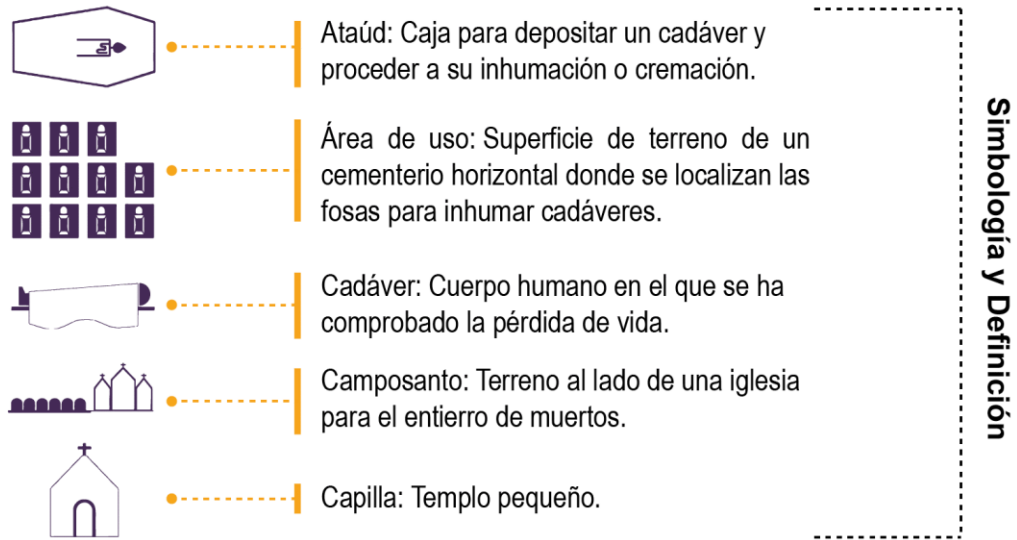 Ataúd: Caja para depositar un cadáver y
proceder a su inhumación o cremación.
Área de uso: Superficie de terreno de un
cementerio horizontal donde se localizan las
fosas para inhumar cadáveres.
Cadáver: Cuerpo humano en el que se ha
comprobado la pérdida de vida.
Camposanto: Terreno al lado de una iglesia
para el entierro de muertos.
Capilla: Templo pequeño.
Simbología y Definición